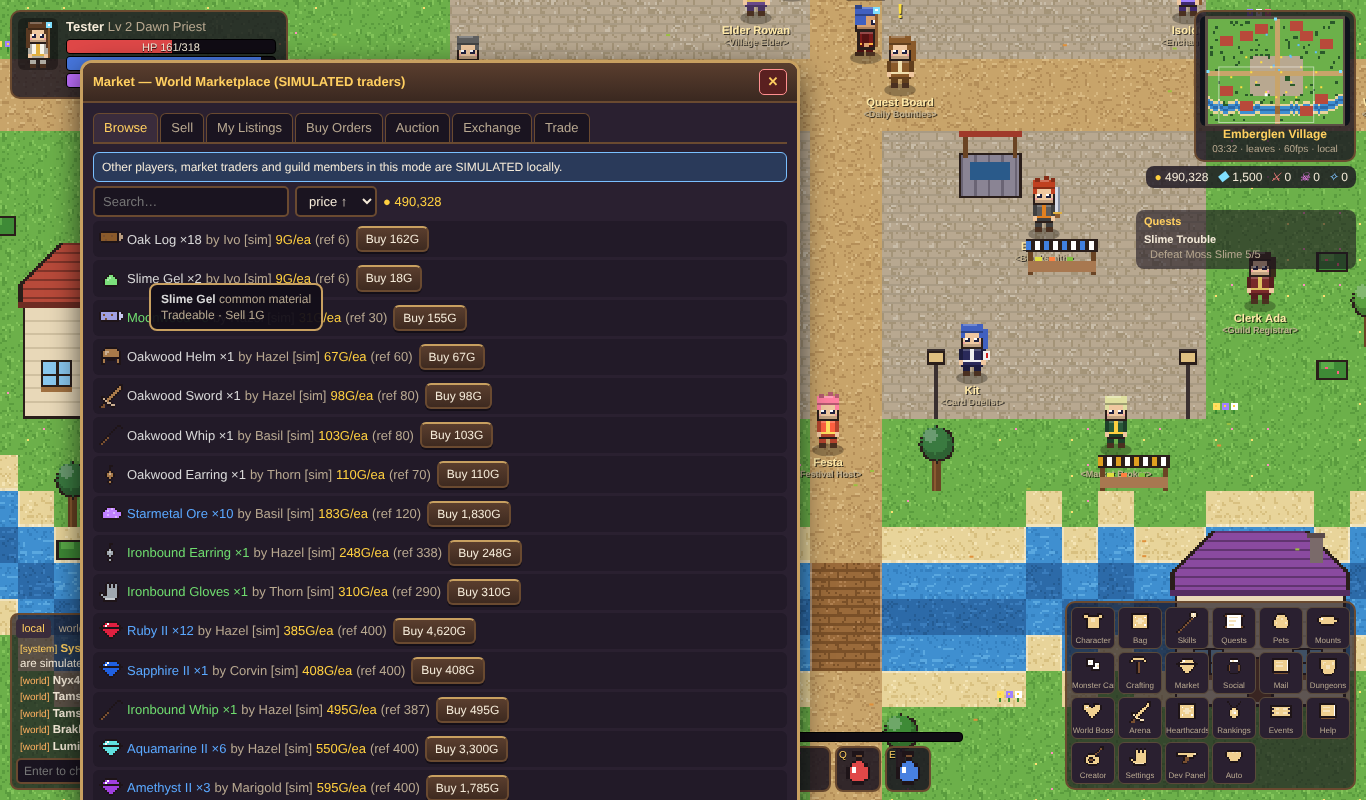 Tester Lv 2 Dawn Priest
HP 161/318
Elder Rowan
<Village Elder>
!
Quest Board
<Daily Bounties>
Emberglen Village
03:32 · leaves · 60fps · local
490,328 1,500 0 0 0
Quests
Slime Trouble
Defeat Moss Slime 5/5
Market — World Marketplace (SIMULATED traders)
✕
Browse Sell My Listings Buy Orders Auction Exchange Trade
Other players, market traders and guild members in this mode are SIMULATED locally.
Search… price ↑ 490,328
Oak Log ×18 by Ivo [sim] 9G/ea (ref 6) Buy 162G
Slime Gel ×2 by Ivo [sim] 9G/ea (ref 6) Buy 18G
Slime Gel common material
Tradeable · Sell 1G
(ref 30) Buy 155G
Oakwood Helm ×1 by Hazel [sim] 67G/ea (ref 60) Buy 67G
Oakwood Sword ×1 by Hazel [sim] 98G/ea (ref 80) Buy 98G
Oakwood Whip ×1 by Basil [sim] 103G/ea (ref 80) Buy 103G
Oakwood Earring ×1 by Thorn [sim] 110G/ea (ref 70) Buy 110G
Starmetal Ore ×10 by Basil [sim] 183G/ea (ref 120) Buy 1,830G
Ironbound Earring ×1 by Hazel [sim] 248G/ea (ref 338) Buy 248G
Ironbound Gloves ×1 by Thorn [sim] 310G/ea (ref 290) Buy 310G
Ruby II ×12 by Hazel [sim] 385G/ea (ref 400) Buy 4,620G
Sapphire II ×1 by Corvin [sim] 408G/ea (ref 400) Buy 408G
Ironbound Whip ×1 by Hazel [sim] 495G/ea (ref 387) Buy 495G
Aquamarine II ×6 by Hazel [sim] 550G/ea (ref 400) Buy 3,300G
Amethyst II ×3 by Marigold [sim] 595G/ea (ref 400) Buy 1,785G
Clerk Ada
<Guild Registrar>
Kit
<Card Duelist>
Festa
Festival Host>
local
[system]
are simulate
[world] Nyx4
[world] Tams
[world] Tams
[world] Brakl
[world] Lumi
Enter to ch
Q E
Character Bag Skills Quests Pets Mounts
Monster Ca Crafting Market Social Mail Dungeons
World Boss Arena Hearthcards Rankings Events Help
Creator Settings Dev Panel Auto